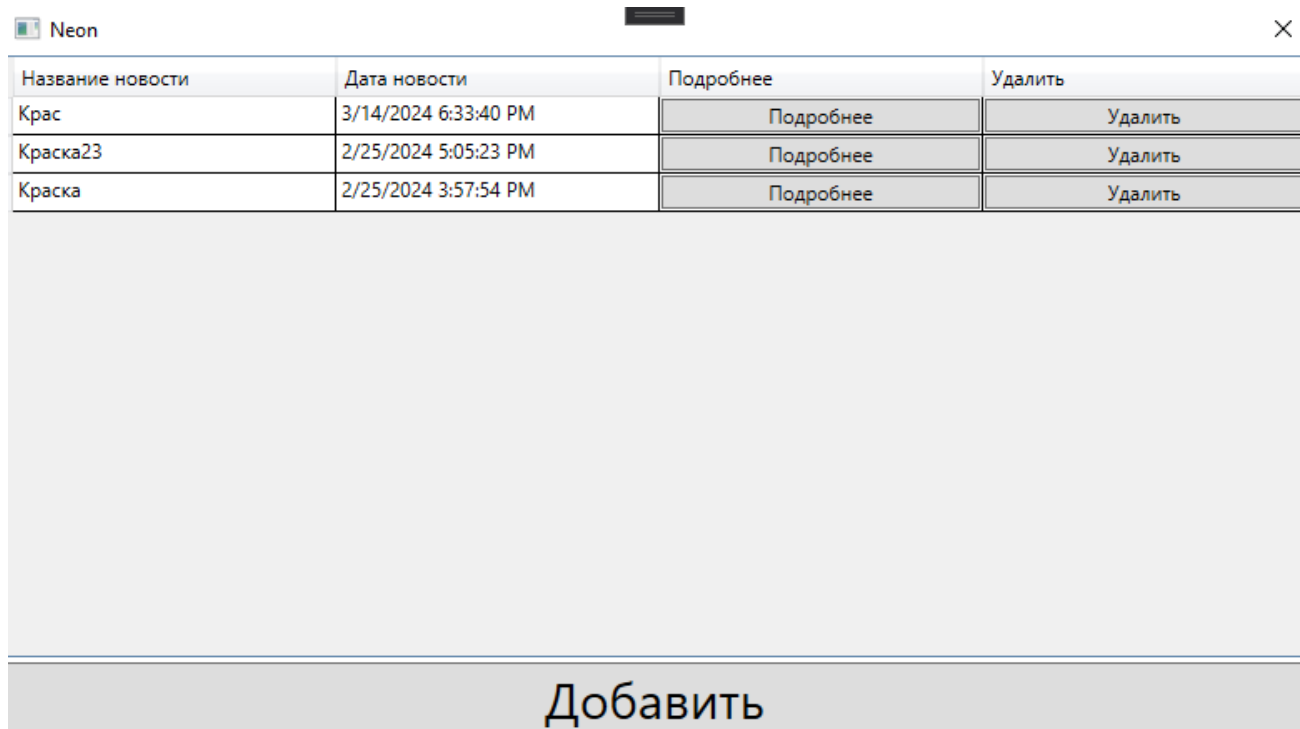 Neon
Название новости Дата новости Подробнее Удалить
Крас 3/14/2024 6:33:40 PM Подробнее Удалить
Краска23 2/25/2024 5:05:23 PM Подробнее Удалить
Краска 2/25/2024 3:57:54 PM Подробнее Удалить
Добавить